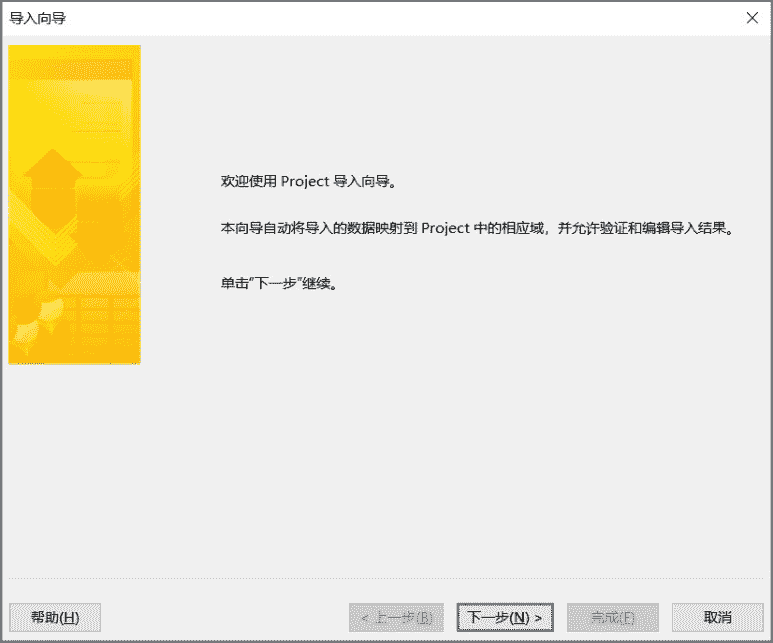 导入向导
欢迎使用 Project 导入向导。
本向导自动将导入的数据映射到 Project 中的相应域，并允许验证和编辑导入结果。
单击"下一步"继续。
帮助(H)
< 上一步(B)
下一步(N) >
完成(F)
取消